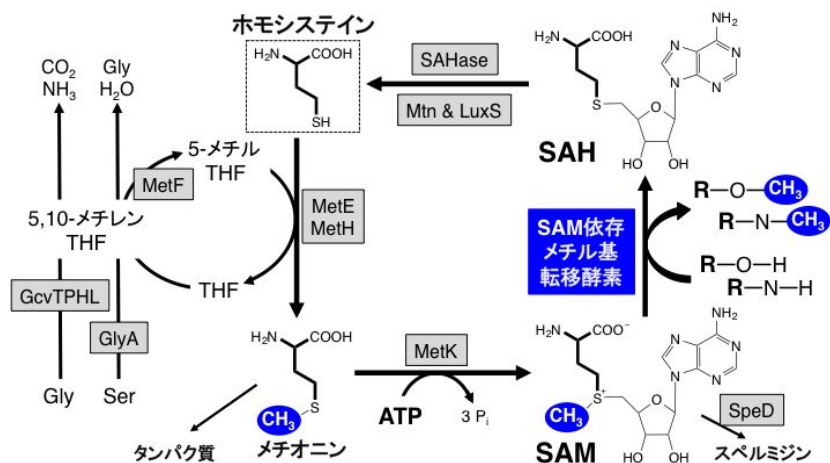 ホモシステイン
H₂N
COOH
SH
SAHase
Mtn & LuxS
H₂N
COOH
S
O
N
N
N
N
NH₂
HO
OH
SAH
CO₂
NH₃
Gly
H₂O
5-メチル
THF
MetF
5,10-メチレン
THF
THF
MetE
MetH
GcvTPHL
GlyA
Gly
Ser
SAM依存
メチル基
転移酵素
R—O—CH₃
R—N—CH₃
R—O—H
R—N—H
H₂N
COOH
CH₃
S
メチオニン
タンパク質
MetK
ATP
3 Pᵢ
H₂N
COO⁻
CH₃
S⁺
O
N
N
N
N
NH₂
HO
OH
SAM
SpeD
スペルミジン